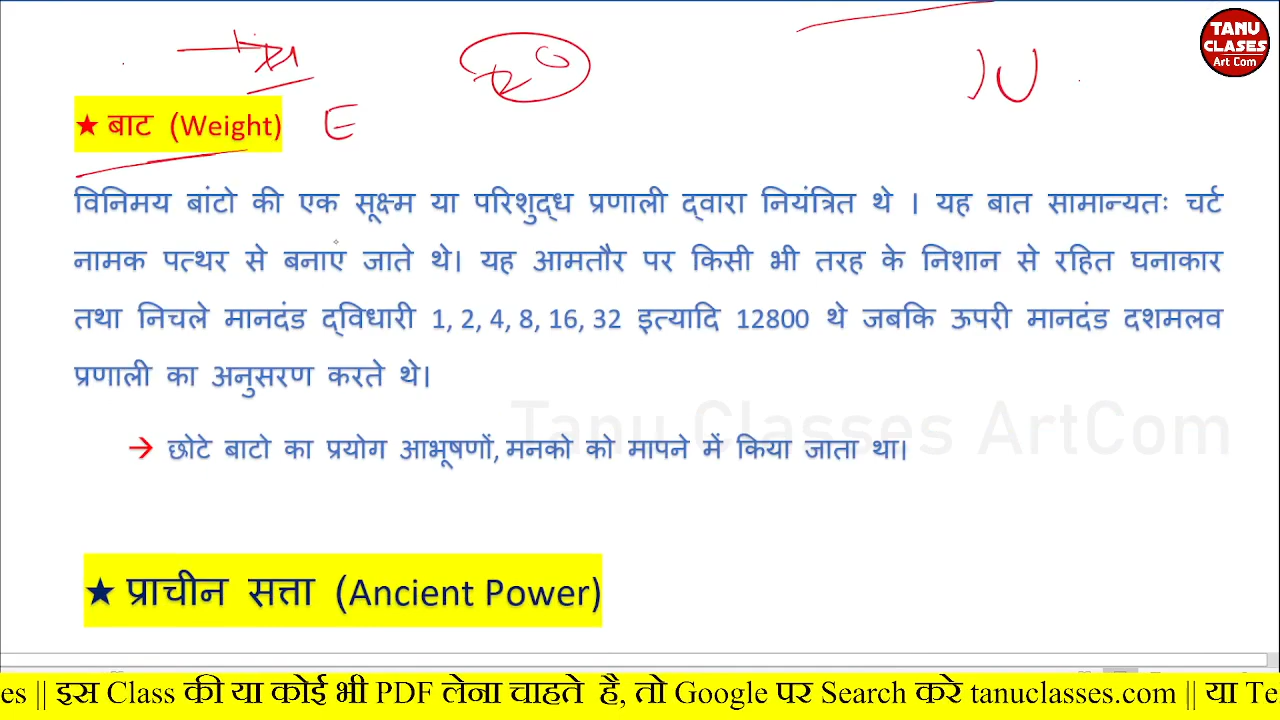 TANU
CLASES
Art Com
E
★ बाट (Weight)
विनिमय बांटो की एक सूक्ष्म या परिशुद्ध प्रणाली द्वारा नियंत्रित थे । यह बात सामान्यतः चर्ट
नामक पत्थर से बनाए जाते थे। यह आमतौर पर किसी भी तरह के निशान से रहित घनाकार
तथा निचले मानदंड द्विधारी 1, 2, 4, 8, 16, 32 इत्यादि 12800 थे जबकि ऊपरी मानदंड दशमलव
प्रणाली का अनुसरण करते थे।
Tanu Classes ArtCom
→ छोटे बाटो का प्रयोग आभूषणों, मनको को मापने में किया जाता था।
★ प्राचीन सत्ता (Ancient Power)
es || इस Class की या कोई भी PDF लेना चाहते है, तो Google पर Search करे tanuclasses.com || या Te